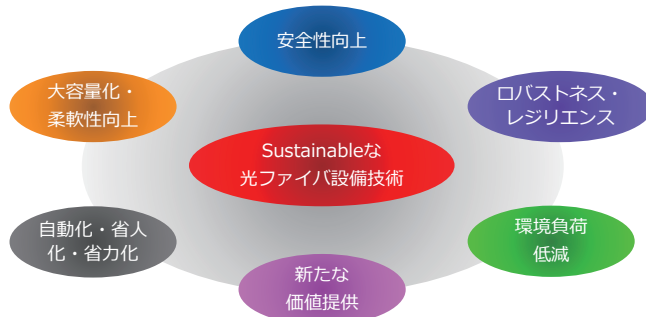 安全性向上
大容量化・
柔軟性向上
ロバストネス・
レジリエンス
Sustainableな
光ファイバ設備技術
自動化・省人
化・省力化
環境負荷
低減
新たな
価値提供